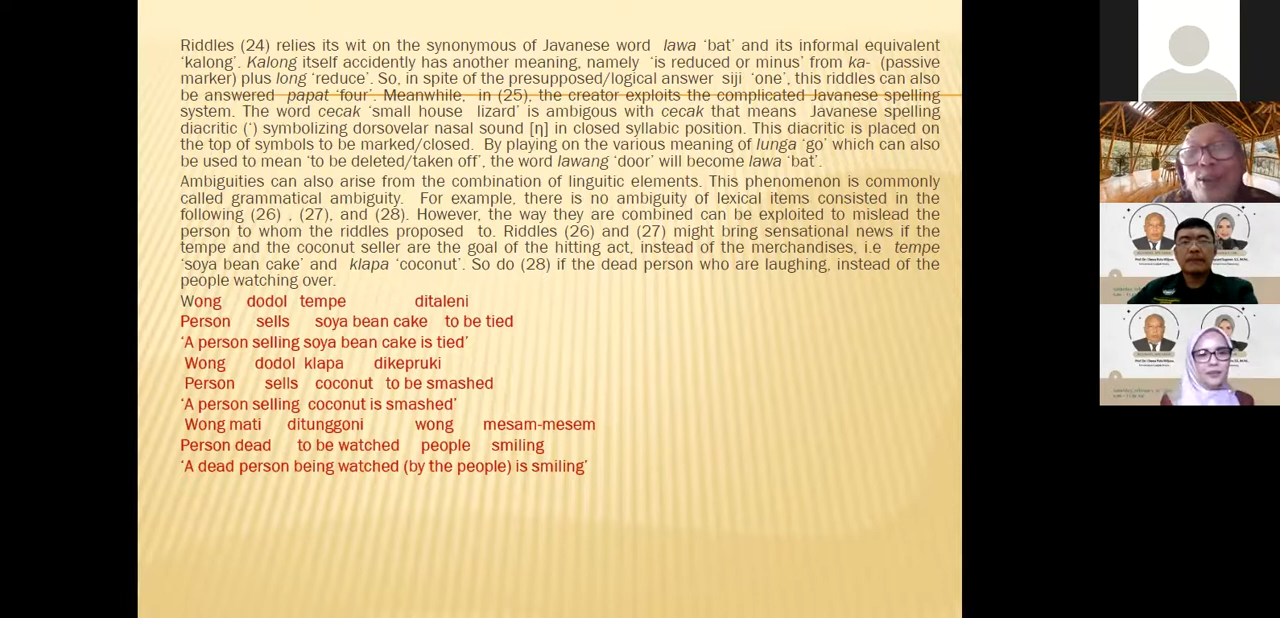 Riddles (24) relies its wit on the synonymous of Javanese word lawa ‘bat’ and its informal equivalent
‘kalong’. Kalong itself accidently has another meaning, namely ‘is reduced or minus’ from ka- (passive
marker) plus long ‘reduce’. So, in spite of the presupposed/logical answer siji ‘one’, this riddles can also
be answered papat ‘four’. Meanwhile, in (25), the creator exploits the complicated Javanese spelling
system. The word cecak ‘small house lizard’ is ambigous with cecak that means Javanese spelling
diacritic (‘) symbolizing dorsovelar nasal sound [η] in closed syllabic position. This diacritic is placed on
the top of symbols to be marked/closed. By playing on the various meaning of lunga ‘go’ which can also
be used to mean ‘to be deleted/taken off’, the word lawang ‘door’ will become lawa ‘bat’.
Ambiguities can also arise from the combination of linguitic elements. This phenomenon is commonly
called grammatical ambiguity. For example, there is no ambiguity of lexical items consisted in the
following (26) , (27), and (28). However, the way they are combined can be exploited to mislead the
person to whom the riddles proposed to. Riddles (26) and (27) might bring sensational news if the
tempe and the coconut seller are the goal of the hitting act, instead of the merchandises, i.e tempe
‘soya bean cake’ and klapa ‘coconut’. So do (28) if the dead person who are laughing, instead of the
people watching over.
Wong dodol tempe ditaleni
Person sells soya bean cake to be tied
‘A person selling soya bean cake is tied’
Wong dodol klapa dikepruki
Person sells coconut to be smashed
‘A person selling coconut is smashed’
Wong mati ditunggoni wong mesam-mesem
Person dead to be watched people smiling
‘A dead person being watched (by the people) is smiling’